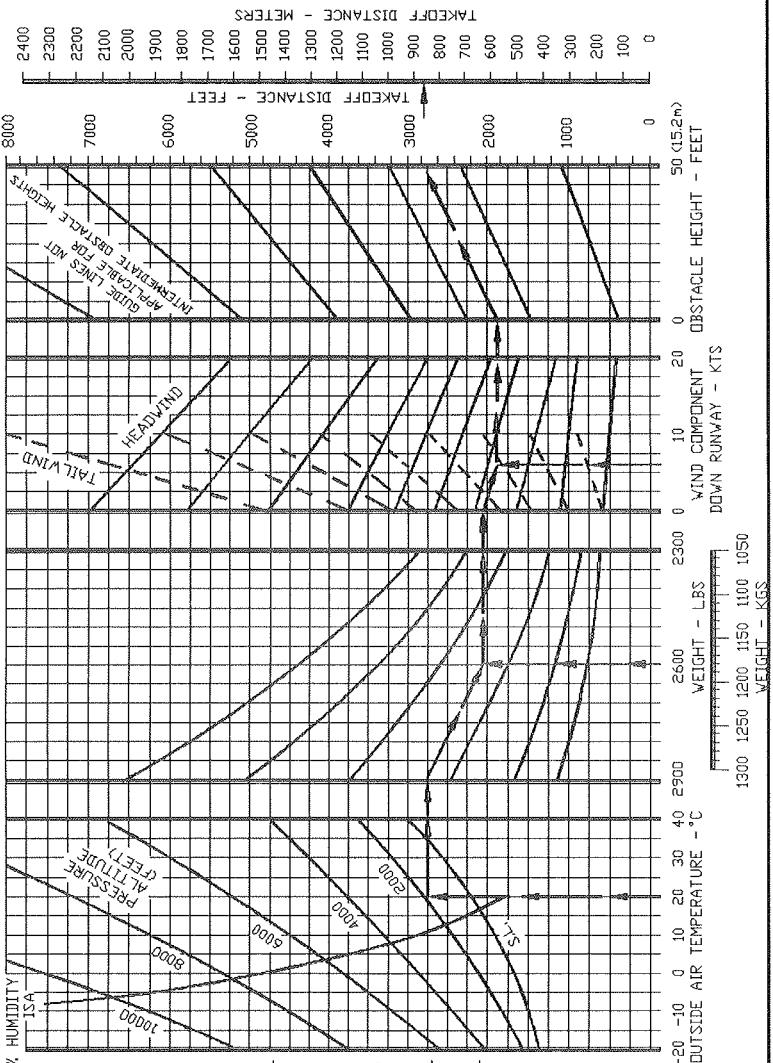 % HUMIDITY
ISA
10000
8000
6000
4000
2000
S.L.
PRESSURE
ALTITUDE
(FEET)
-20 -10 0 10 20 30 40
OUTSIDE AIR TEMPERATURE -°C
2900 2600 2300
WEIGHT - LBS
1300 1250 1200 1150 1100 1050
WEIGHT - KGS
TAILWIND
HEADWIND
0 10 20
WIND COMPONENT
DOWN RUNWAY - KTS
GUIDE LINES NOT
APPLICABLE FOR
INTERMEDIATE OBSTACLE HEIGHTS
0 50 (15.2m)
OBSTACLE HEIGHT - FEET
8000
7000
6000
5000
4000
3000
2000
1000
0
TAKEOFF DISTANCE - FEET
2400
2200
2100
2000
1900
1800
1700
1600
1500
1400
1300
1200
1100
1000
900
800
700
600
500
400
300
200
100
0
TAKEOFF DISTANCE - METERS